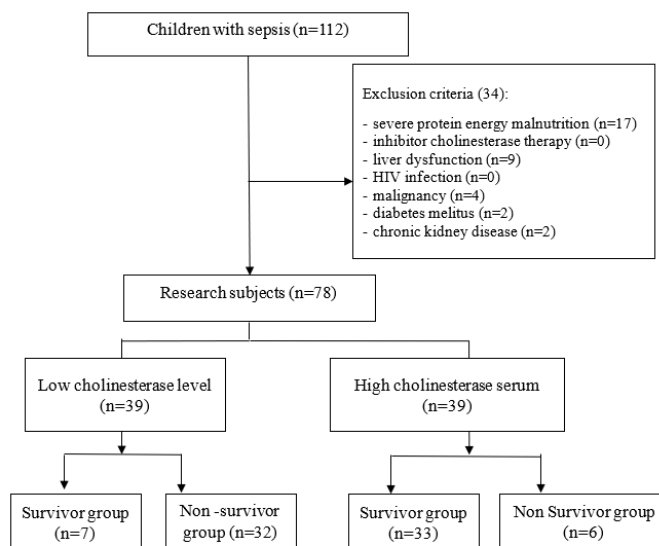 Children with sepsis (n=112)
Exclusion criteria (34):
- severe protein energy malnutrition (n=17)
- inhibitor cholinesterase therapy (n=0)
- liver dysfunction (n=9)
- HIV infection (n=0)
- malignancy (n=4)
- diabetes melitus (n=2)
- chronic kidney disease (n=2)
Research subjects (n=78)
Low cholinesterase level
(n=39)
High cholinesterase serum
(n=39)
Survivor group
(n=7)
Non -survivor
group (n=32)
Survivor group
(n=33)
Non Survivor group
(n=6)